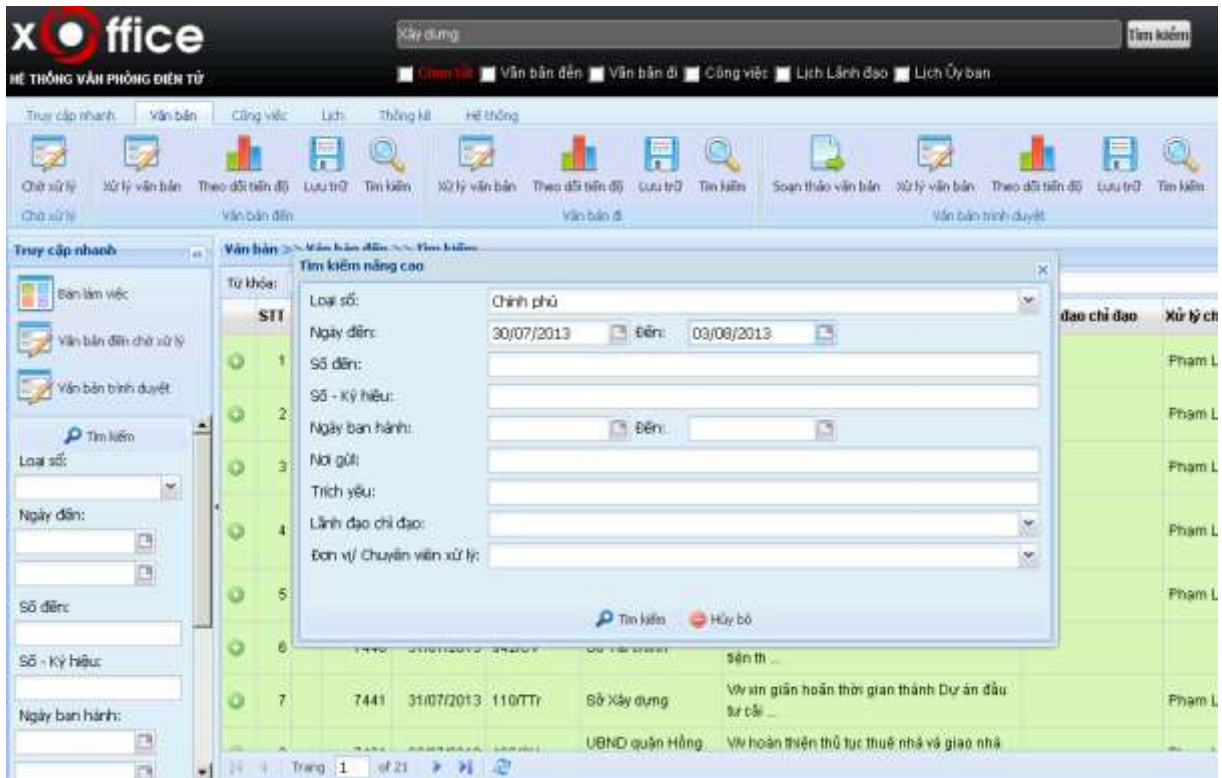 xOffice
HỆ THỐNG VĂN PHÒNG ĐIỆN TỬ
Xây dựng
Tìm kiếm
Chọn tất Văn bản đến Văn bản đi Công việc Lịch Lãnh đạo Lịch Ủy ban
Truy cập nhanh Văn bản Công việc Lịch Thống kê Hệ thống
Chờ xử lý Xử lý văn bản Theo dõi tiến độ Lưu trữ Tìm kiếm Xử lý văn bản Theo dõi tiến độ Lưu trữ Tìm kiếm Soạn thảo văn bản Xử lý văn bản Theo dõi tiến độ Lưu trữ Tìm kiếm
Chờ xử lý Văn bản đến Văn bản đi Văn bản trình duyệt
Truy cập nhanh
Bàn làm việc
Văn bản đến chờ xử lý
Văn bản trình duyệt
Tìm kiếm
Loại số:
Ngày đến:
Số đến:
Số - Ký hiệu:
Ngày ban hành:
Văn bản >> Văn bản đến >> Tìm kiếm
Từ khóa:
STT đạo chỉ đạo Xử lý ch
Tìm kiếm nâng cao
Loại số: Chính phủ
Ngày đến: 30/07/2013 Đến: 03/08/2013
Số đến:
Số - Ký hiệu:
Ngày ban hành: Đến:
Nơi gửi:
Trích yếu:
Lãnh đạo chỉ đạo:
Đơn vị/ Chuyên viên xử lý:
Tìm kiếm Hủy bỏ
1 Phạm L
2 Phạm L
3 Phạm L
4 Phạm L
5 Phạm L
6 tiện th ...
7 7441 31/07/2013 110/TTr Sở Xây dựng V/v xin giãn hoãn thời gian thành Dự án đầu tư cải ... Phạm L
UBND quận Hồng V/v hoàn thiện thủ tục thuê nhà và giao nhà
Trang 1 of 21